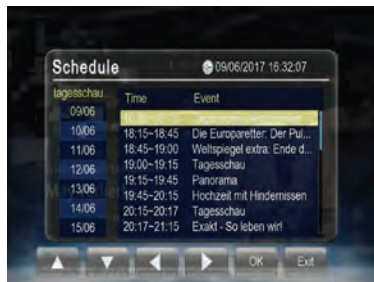 Schedule
09/06/2017 16:32:07
tagesschau...
09/06
10/06
11/06
12/06
13/06
14/06
15/06
Time Event
18:15~18:45 Die Europaretter: Der Pul...
18:45~19:00 Weltspiegel extra: Ende d...
19:00~19:15 Tagesschau
19:15~19:45 Panorama
19:45~20:15 Hochzeit mit Hindernissen
20:15~20:17 Tagesschau
20:17~21:15 Exakt - So leben wir!
OK
Exit